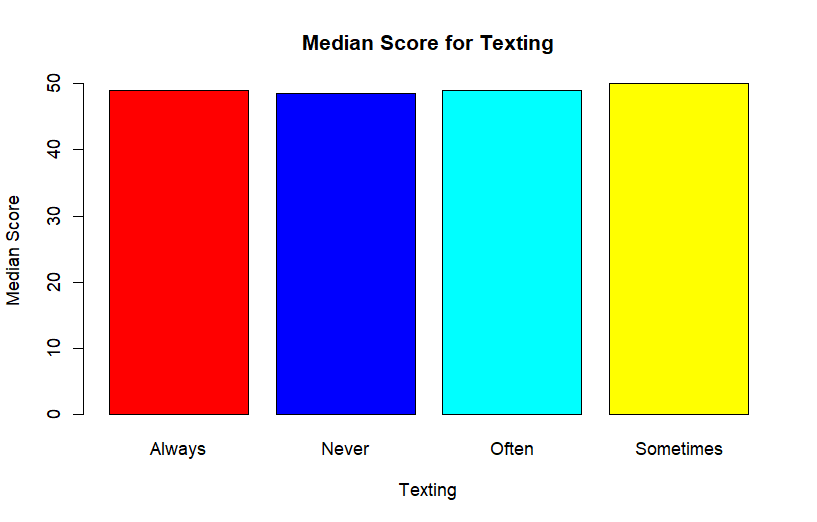 Median Score for Texting
Median Score
50
40
30
20
10
0
Always Never Often Sometimes
Texting